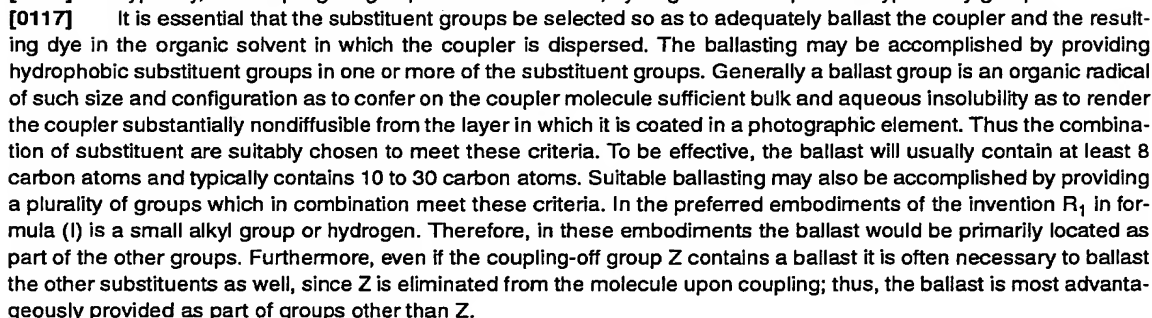 [0117] It is essential that the substituent groups be selected so as to adequately ballast the coupler and the result-
ing dye in the organic solvent in which the coupler is dispersed. The ballasting may be accomplished by providing
hydrophobic substituent groups in one or more of the substituent groups. Generally a ballast group is an organic radical
of such size and configuration as to confer on the coupler molecule sufficient bulk and aqueous insolubility as to render
the coupler substantially nondiffusible from the layer in which it is coated in a photographic element. Thus the combina-
tion of substituent are suitably chosen to meet these criteria. To be effective, the ballast will usually contain at least 8
carbon atoms and typically contains 10 to 30 carbon atoms. Suitable ballasting may also be accomplished by providing
a plurality of groups which in combination meet these criteria. In the preferred embodiments of the invention R₁ in for-
mula (I) is a small alkyl group or hydrogen. Therefore, in these embodiments the ballast would be primarily located as
part of the other groups. Furthermore, even if the coupling-off group Z contains a ballast it is often necessary to ballast
the other substituents as well, since Z is eliminated from the molecule upon coupling; thus, the ballast is most advanta-
geously provided as part of groups other than Z.